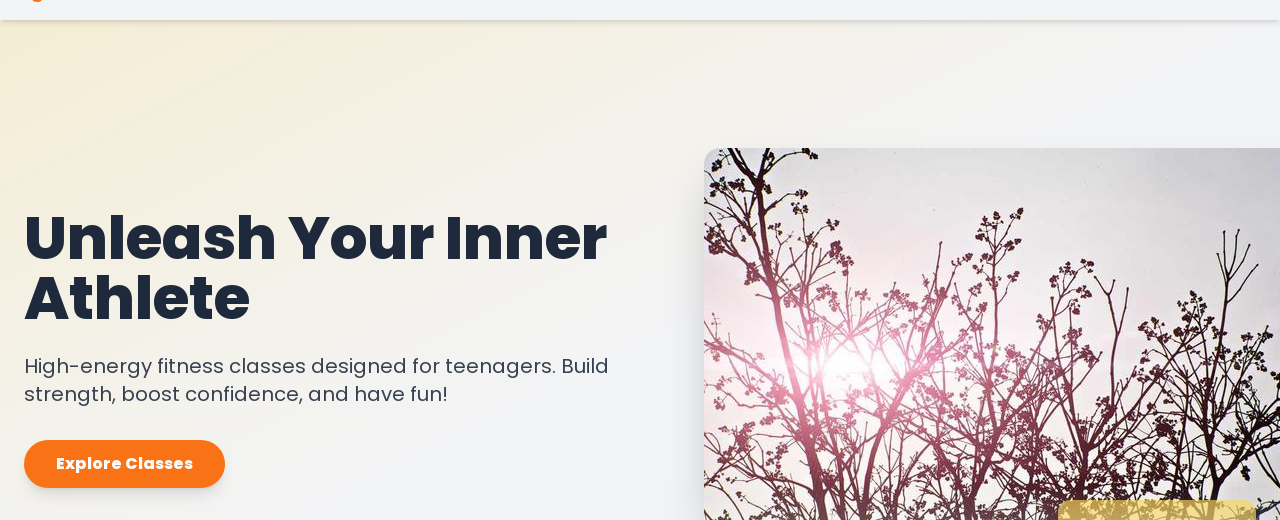 Unleash Your Inner
Athlete
High-energy fitness classes designed for teenagers. Build
strength, boost confidence, and have fun!
Explore Classes